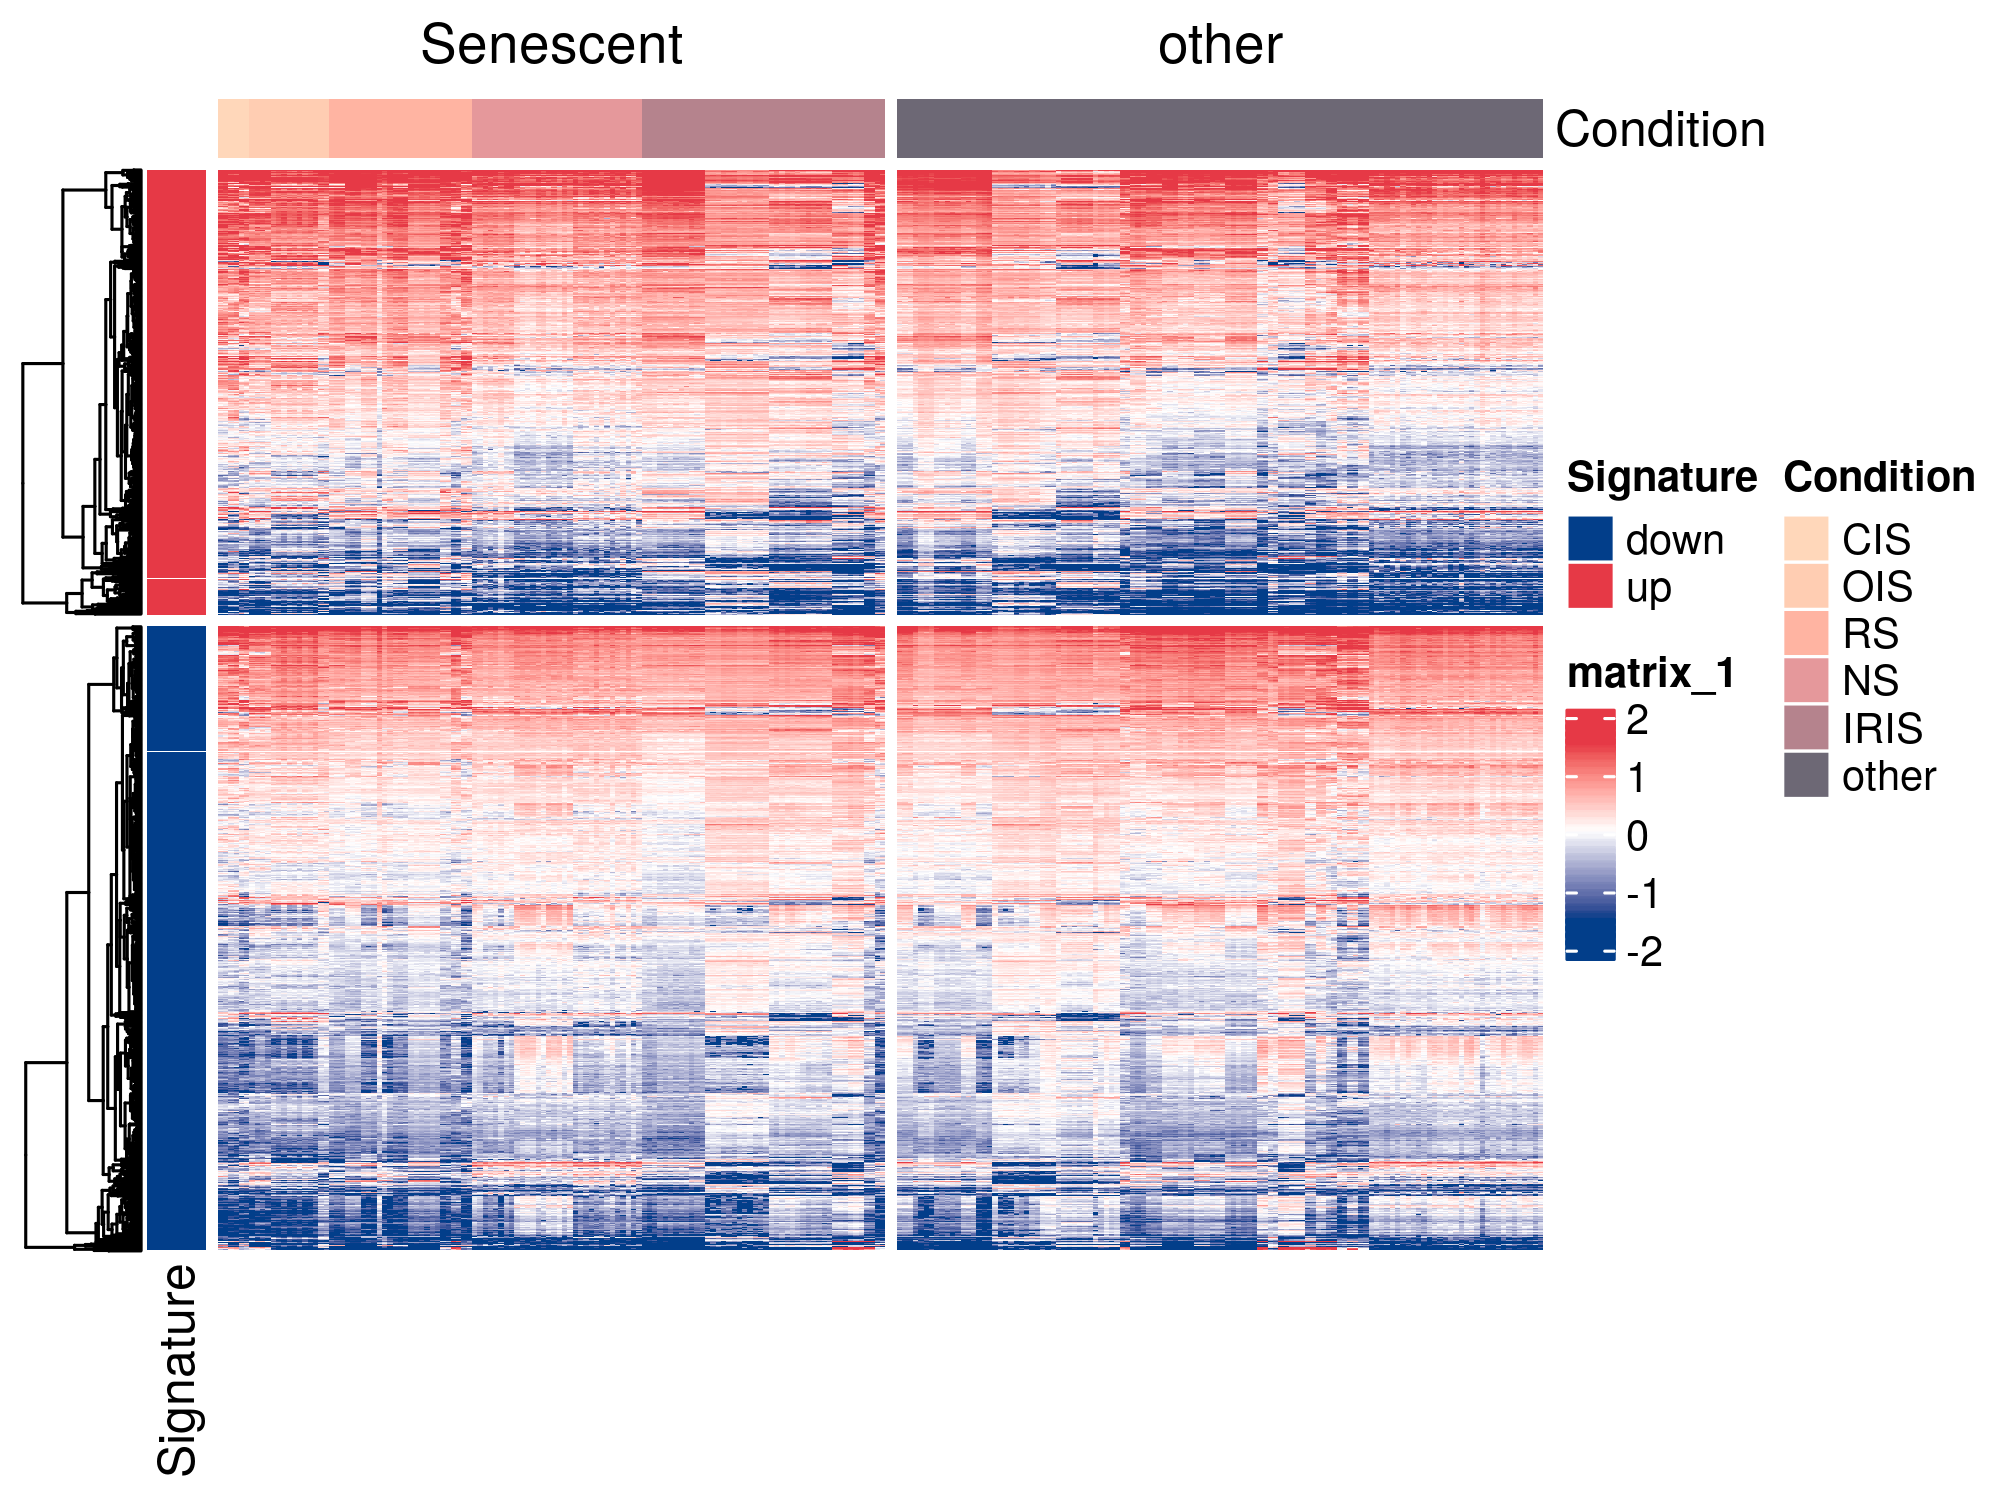 Senescent
other
Condition
Signature
down
up
matrix_1
2
1
0
-1
-2
Condition
CIS
OIS
RS
NS
IRIS
other
Signature